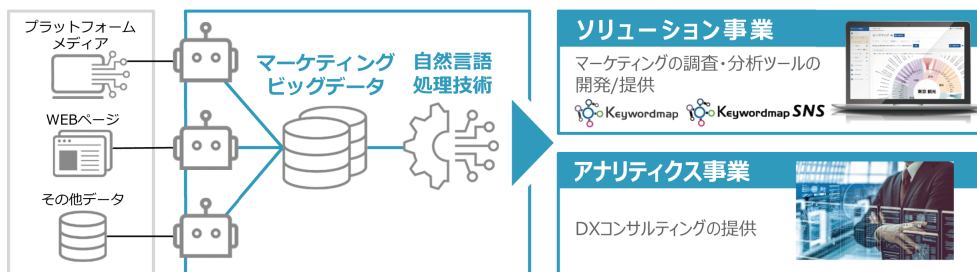 プラットフォーム
メディア
WEBページ
その他データ
マーケティング
ビッグデータ
自然言語
処理技術
ソリューション事業
マーケティングの調査・分析ツールの
開発/提供
Keywordmap
Keywordmap SNS
東京 観光
アナリティクス事業
DXコンサルティングの提供